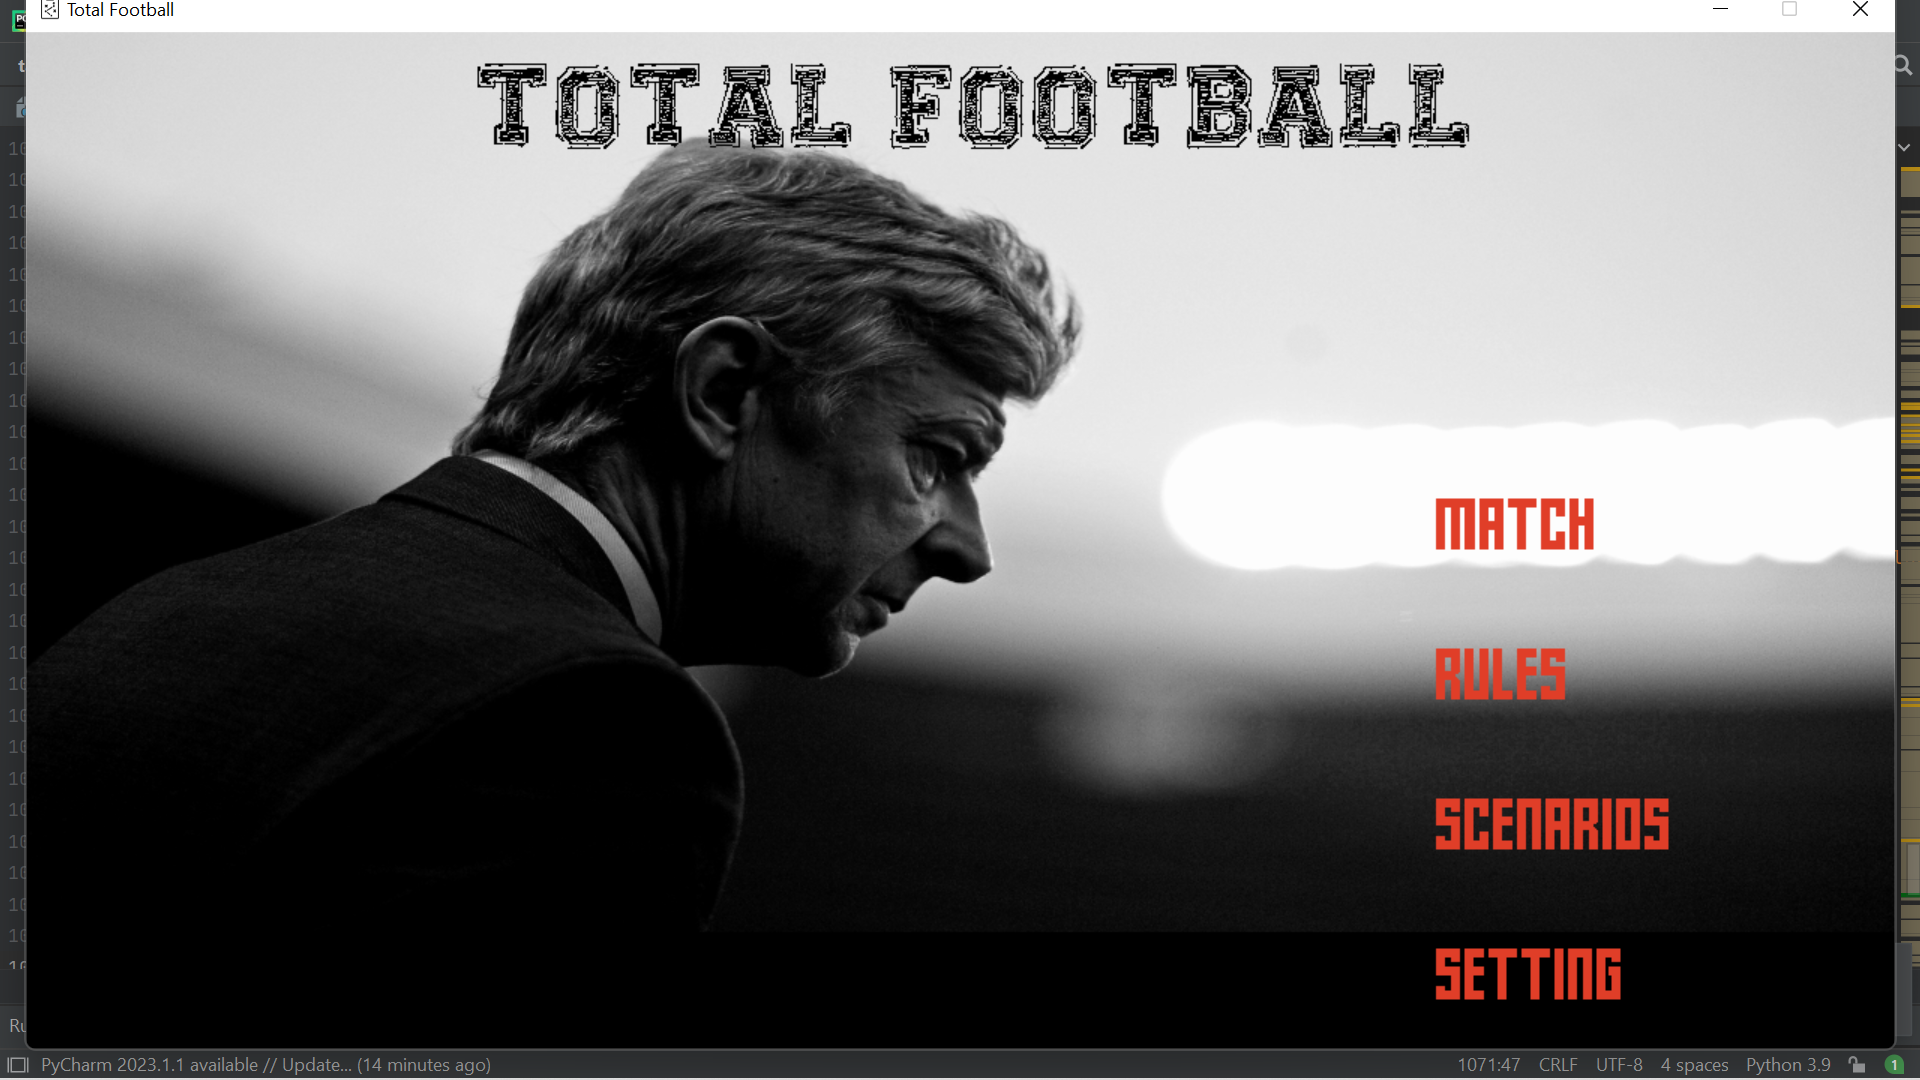 Total Football
TOTAL FOOTBALL
MATCH
RULES
SCENARIOS
SETTING
PyCharm 2023.1.1 available // Update... (14 minutes ago)
1071:47 CRLF UTF-8 4 spaces Python 3.9 1